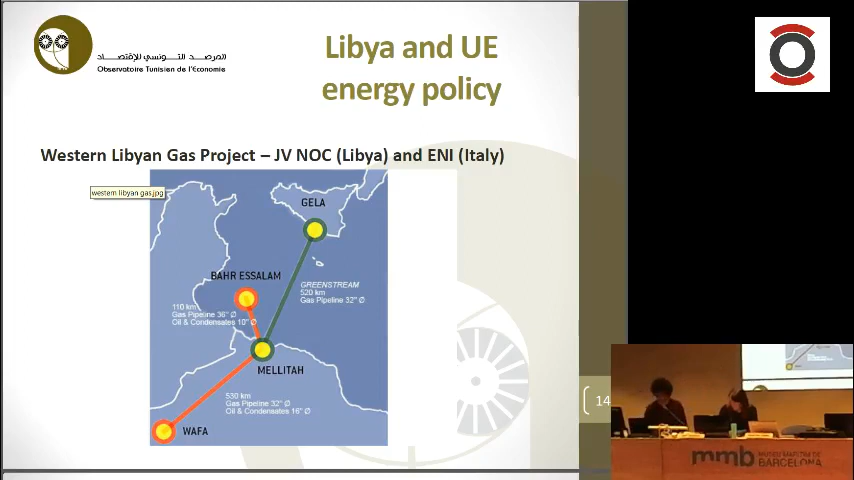 المرصد التونسي للإقتصاد
Observatoire Tunisien de l'Economie
Libya and UE
energy policy
Western Libyan Gas Project – JV NOC (Libya) and ENI (Italy)
western libyan gas.jpg
GELA
BAHR ESSALAM
GREENSTREAM
520 km
Gas Pipeline 32" Ø
110 km
Gas Pipeline 36" Ø
Oil & Condensates 10" Ø
MELLITAH
530 km
Gas Pipeline 32" Ø
Oil & Condensates 16" Ø
WAFA
14
mmb
MUSEU MARÍTIM DE
BARCELONA